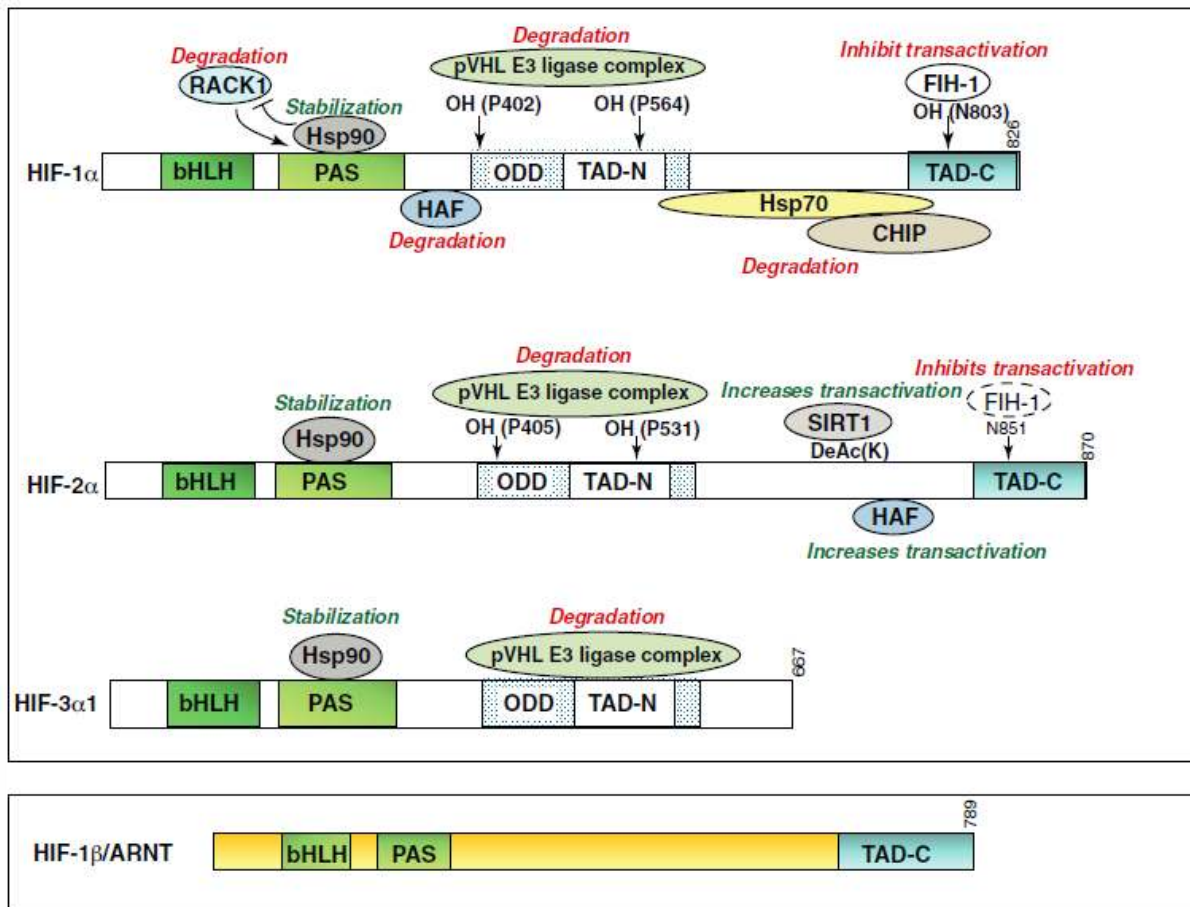 Degradation
RACK1
Stabilization
Hsp90
Degradation
pVHL E3 ligase complex
OH (P402)
OH (P564)
Inhibit transactivation
FIH-1
OH (N803)
826
HIF-1α
bHLH
PAS
ODD
TAD-N
TAD-C
HAF
Degradation
Hsp70
CHIP
Degradation
Stabilization
Hsp90
Degradation
pVHL E3 ligase complex
OH (P405)
OH (P531)
Increases transactivation
SIRT1
DeAc(K)
Inhibits transactivation
FIH-1
N851
870
HIF-2α
bHLH
PAS
ODD
TAD-N
TAD-C
HAF
Increases transactivation
Stabilization
Hsp90
Degradation
pVHL E3 ligase complex
667
HIF-3α1
bHLH
PAS
ODD
TAD-N
789
HIF-1β/ARNT
bHLH
PAS
TAD-C